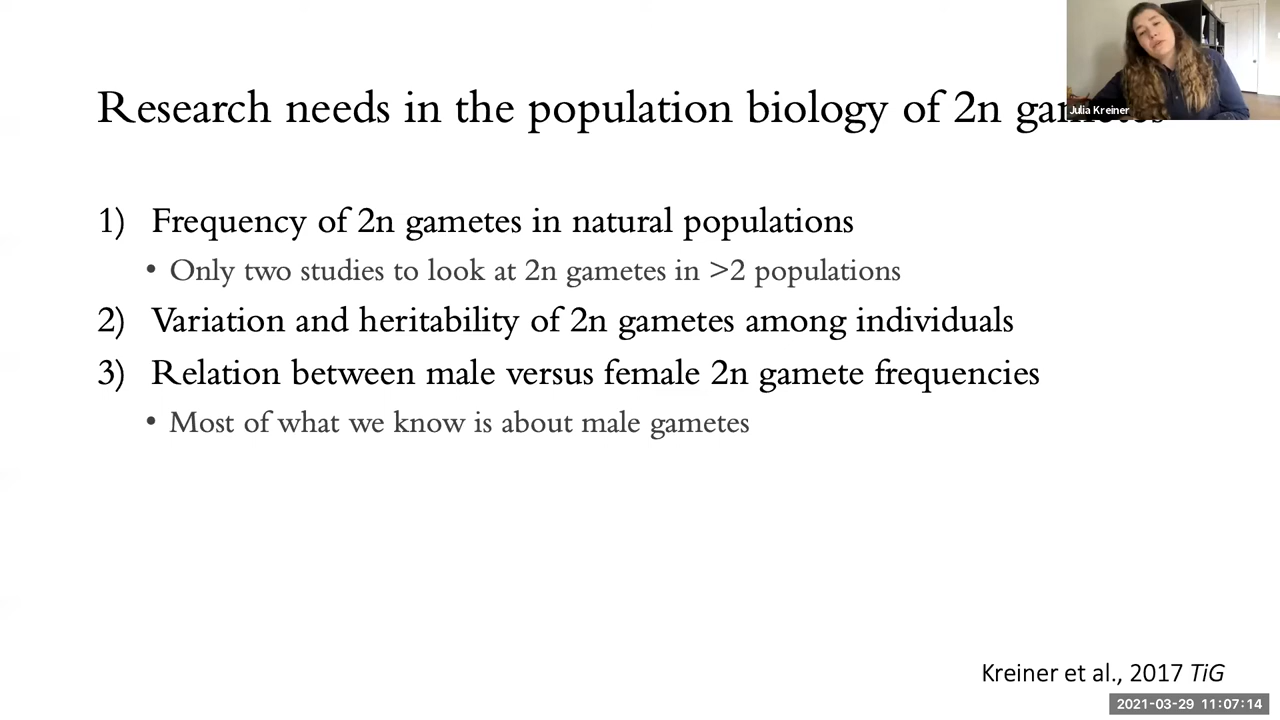 Research needs in the population biology of 2n gametes
Julia Kreiner
1) Frequency of 2n gametes in natural populations
• Only two studies to look at 2n gametes in >2 populations
2) Variation and heritability of 2n gametes among individuals
3) Relation between male versus female 2n gamete frequencies
• Most of what we know is about male gametes
Kreiner et al., 2017 TiG
2021-03-29 11:07:14